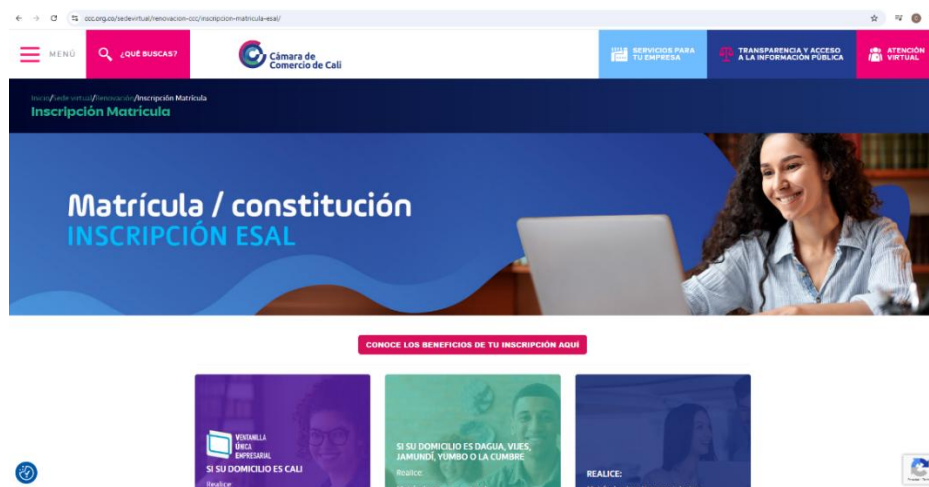 ccc.org.co/sedevirtual/renovacion-ccc/inscripcion-matricula-esal/
MENÚ
¿QUÉ BUSCAS?
Cámara de
Comercio de Cali
SERVICIOS PARA
TU EMPRESA
TRANSPARENCIA Y ACCESO
A LA INFORMACIÓN PÚBLICA
ATENCIÓN
VIRTUAL
Inicio/Sede virtual/Renovación/Inscripción Matrícula
Inscripción Matrícula
Matrícula / constitución
INSCRIPCIÓN ESAL
CONOCE LOS BENEFICIOS DE TU INSCRIPCIÓN AQUÍ
VENTANILLA
ÚNICA
EMPRESARIAL
SI SU DOMICILIO ES CALI
Realice:
SI SU DOMICILIO ES DAGUA, VIJES,
JAMUNDÍ, YUMBO O LA CUMBRE
Realice:
REALICE: